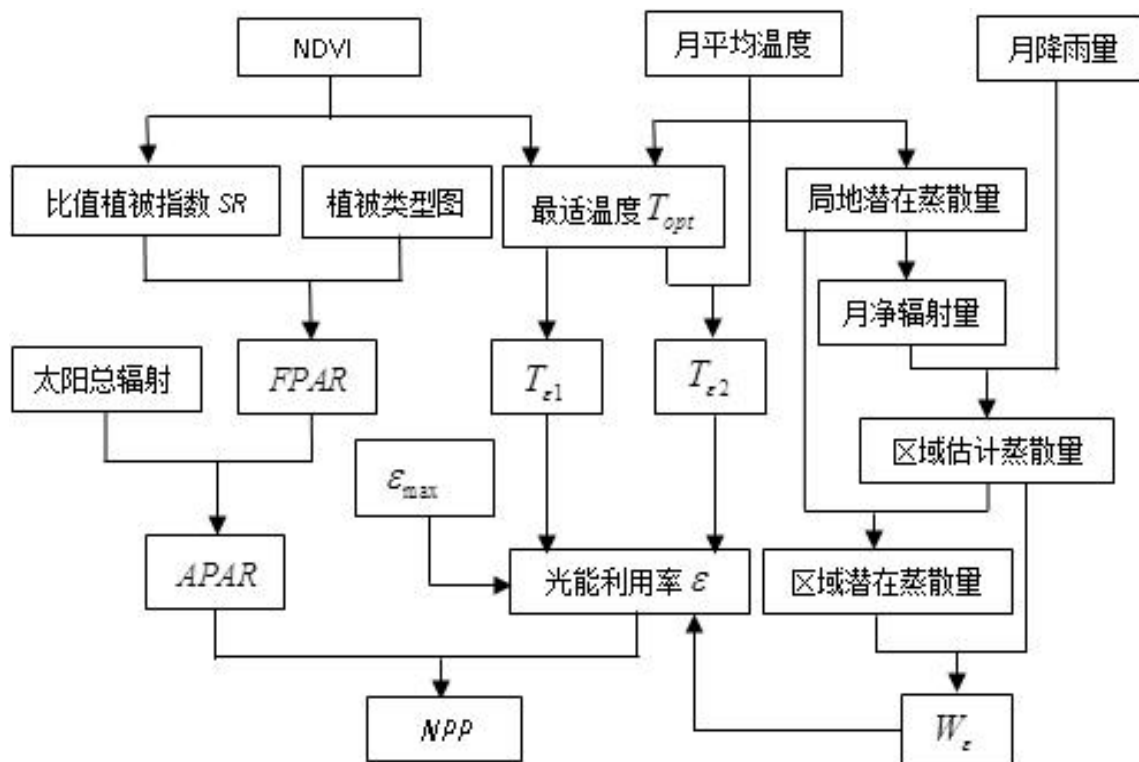 NDVI
月平均温度
月降雨量
比值植被指数 SR
植被类型图
最适温度 T_opt
局地潜在蒸散量
月净辐射量
太阳总辐射
FPAR
T_ε1
T_ε2
区域估计蒸散量
ε_max
APAR
光能利用率 ε
区域潜在蒸散量
NPP
W_ε